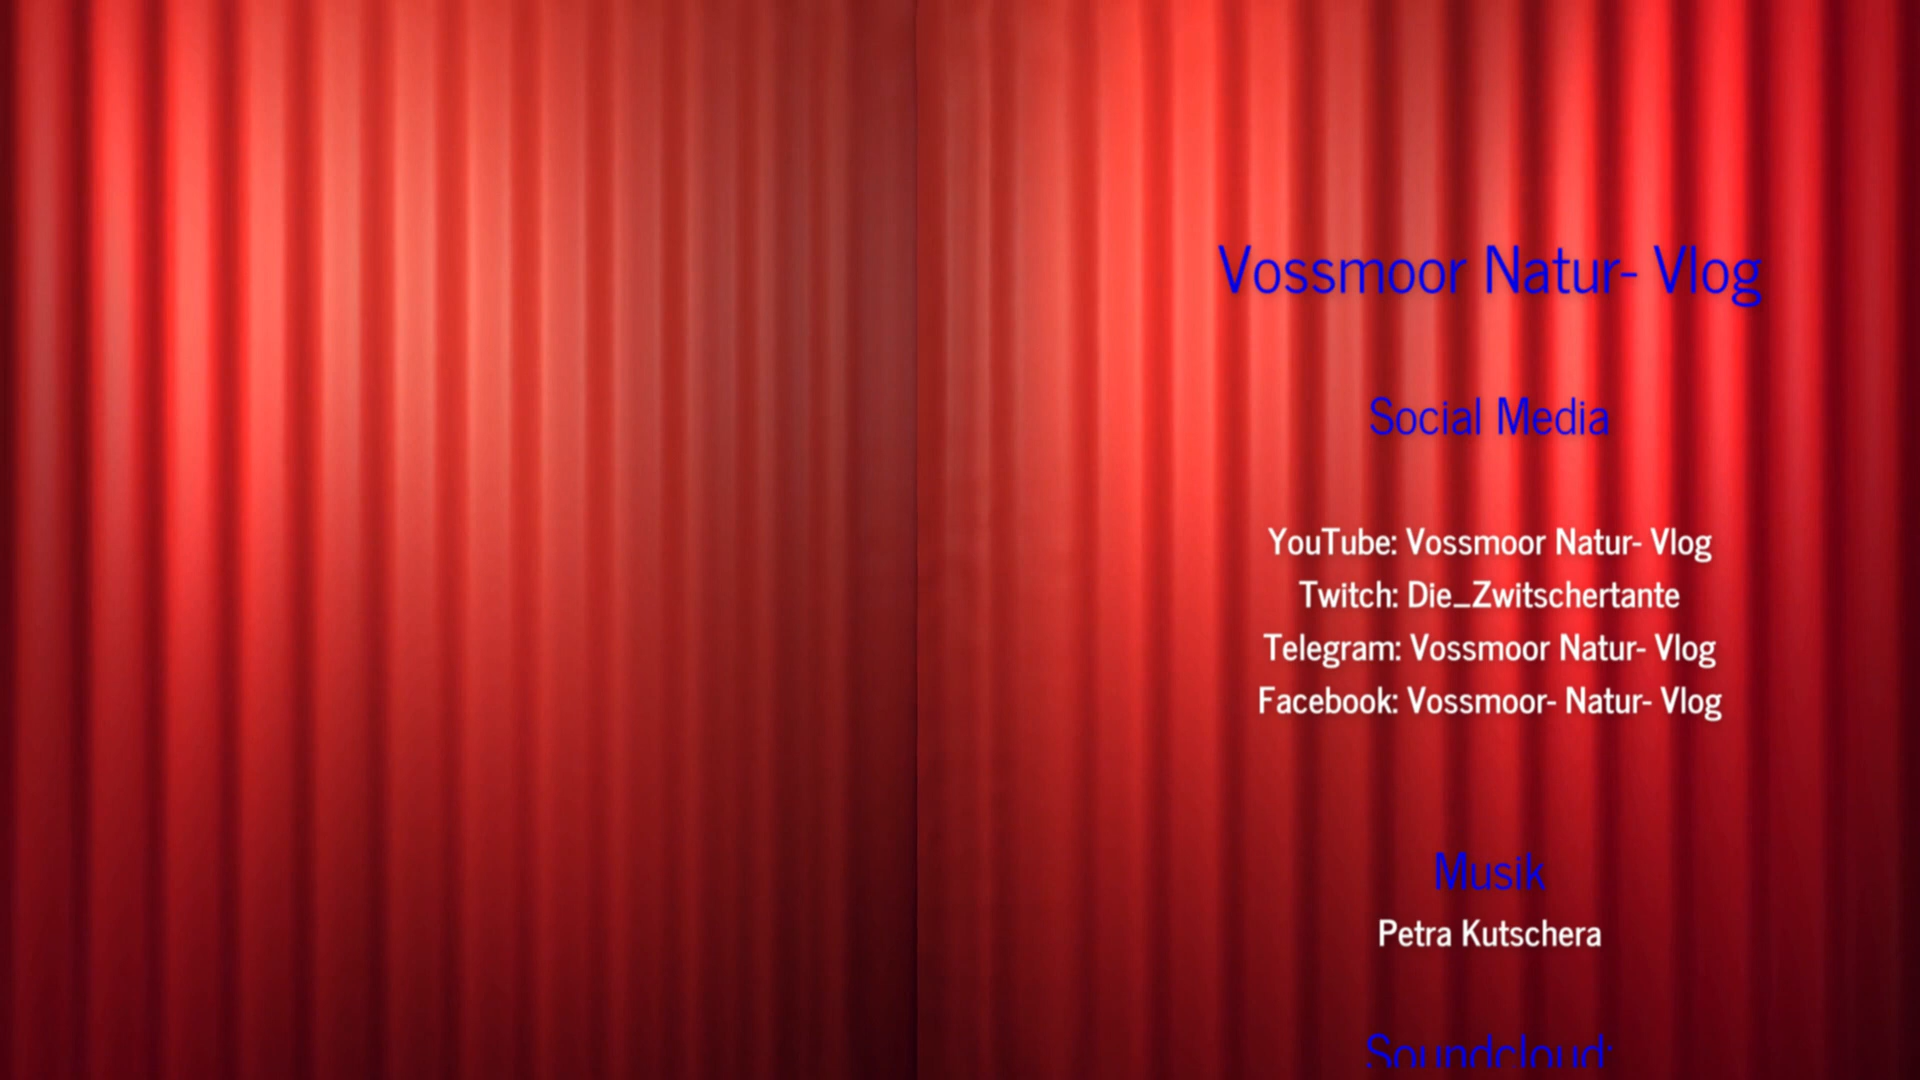 Vossmoor Natur- Vlog
Social Media
YouTube: Vossmoor Natur- Vlog
Twitch: Die_Zwitschertante
Telegram: Vossmoor Natur- Vlog
Facebook: Vossmoor- Natur- Vlog
Musik
Petra Kutschera
Soundcloud: